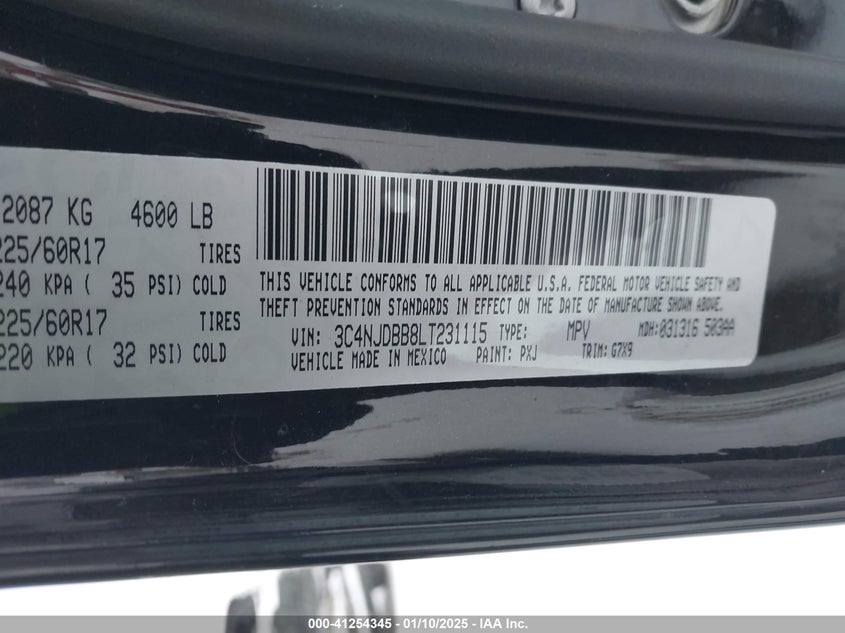 2087 KG 4600 LB
225/60R17 TIRES
240 KPA ( 35 PSI) COLD
225/60R17 TIRES
220 KPA ( 32 PSI) COLD
THIS VEHICLE CONFORMS TO ALL APPLICABLE U.S.A. FEDERAL MOTOR VEHICLE SAFETY AND
THEFT PREVENTION STANDARDS IN EFFECT ON THE DATE OF MANUFACTURE SHOWN ABOVE.
VIN: 3C4NJDBB8LT231115 TYPE: MPV MDH: 031316 503AA
VEHICLE MADE IN MEXICO PAINT: PXJ TRIM: G7X9
000-41254345 - 01/10/2025 - IAA Inc.